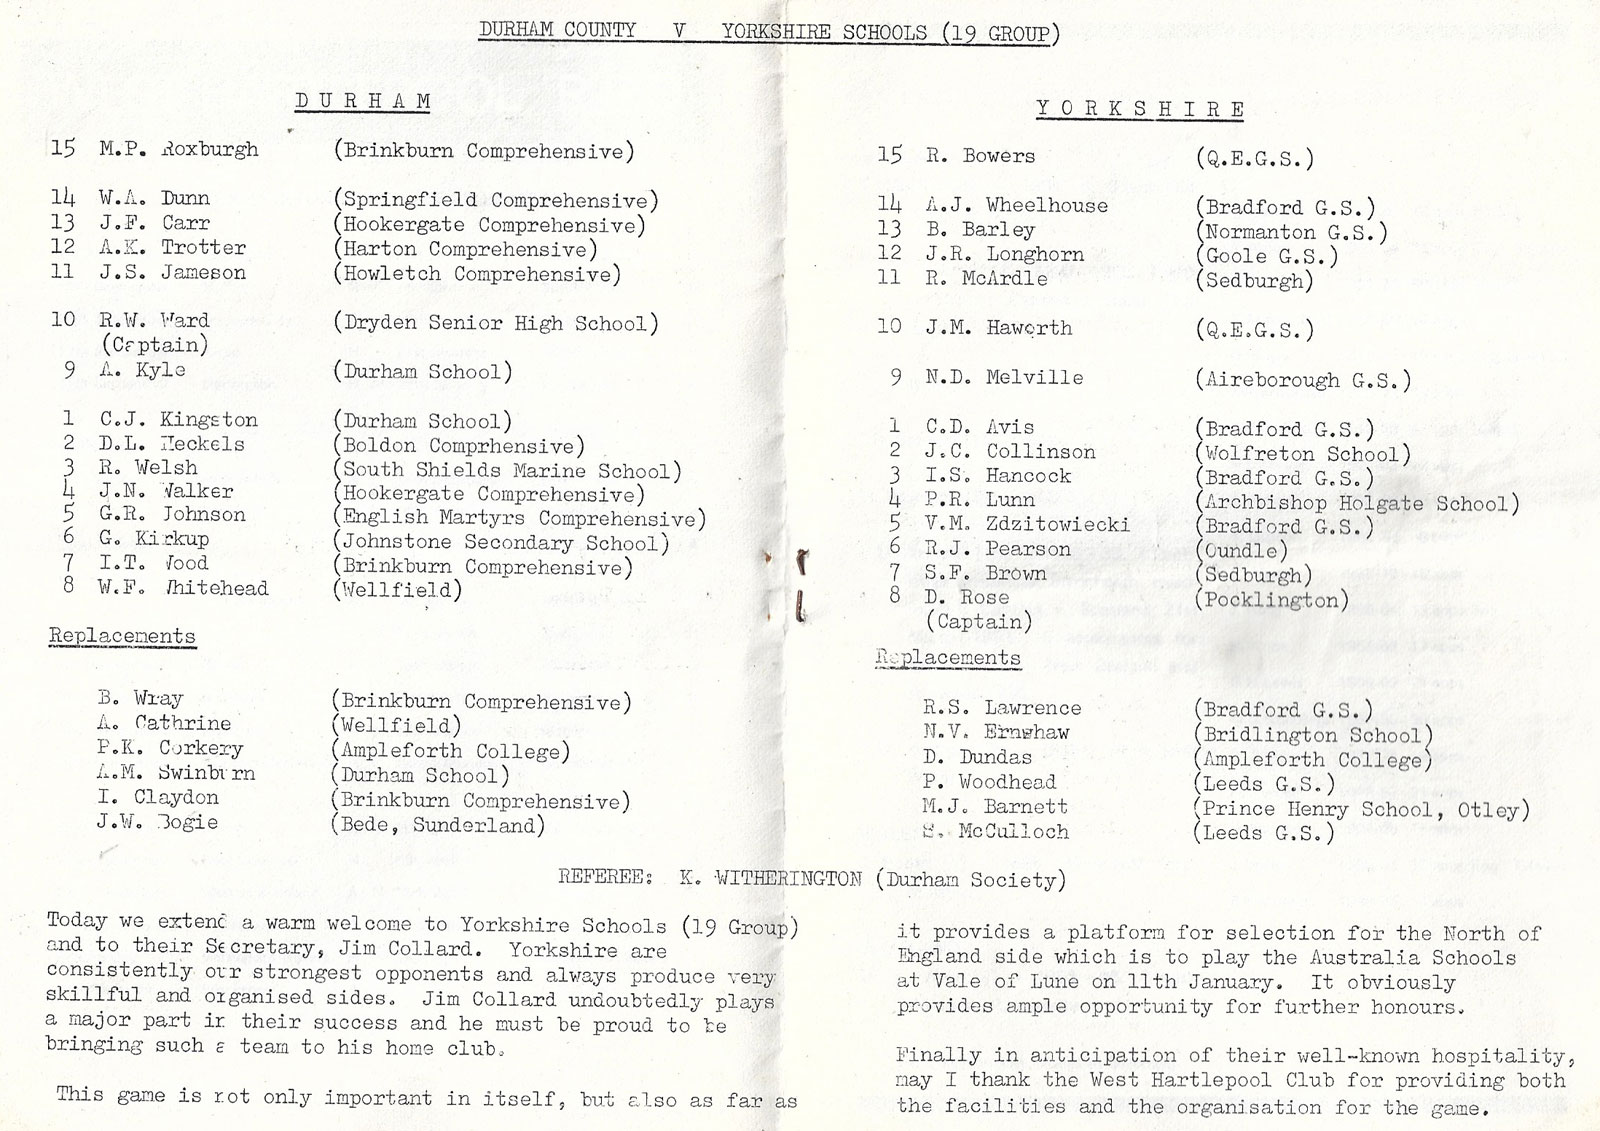 DURHAM COUNTY V YORKSHIRE SCHOOLS (19 GROUP)
D U R H A M
15 M.P. Roxburgh (Brinkburn Comprehensive)
14 W.A. Dunn (Springfield Comprehensive)
13 J.F. Carr (Hookergate Comprehensive)
12 A.K. Trotter (Harton Comprehensive)
11 J.S. Jameson (Howletch Comprehensive)
10 R.W. Ward (Dryden Senior High School)
(Captain)
9 A. Kyle (Durham School)
1 C.J. Kingston (Durham School)
2 D.L. Heckels (Boldon Comprhensive)
3 R. Welsh (South Shields Marine School)
4 J.N. Walker (Hookergate Comprehensive)
5 G.R. Johnson (English Martyrs Comprehensive)
6 G. Kirkup (Johnstone Secondary School)
7 I.T. Wood (Brinkburn Comprehensive)
8 W.F. Whitehead (Wellfield)
Replacements
B. Wray (Brinkburn Comprehensive)
A. Cathrine (Wellfield)
P.K. Corkery (Ampleforth College)
A.M. Swinburn (Durham School)
I. Claydon (Brinkburn Comprehensive)
J.W. Bogie (Bede, Sunderland)
Y O R K S H I R E
15 R. Bowers (Q.E.G.S.)
14 A.J. Wheelhouse (Bradford G.S.)
13 B. Barley (Normanton G.S.)
12 J.R. Longhorn (Goole G.S.)
11 R. McArdle (Sedburgh)
10 J.M. Haworth (Q.E.G.S.)
9 N.D. Melville (Aireborough G.S.)
1 C.D. Avis (Bradford G.S.)
2 J.C. Collinson (Wolfreton School)
3 I.S. Hancock (Bradford G.S.)
4 P.R. Lunn (Archbishop Holgate School)
5 V.M. Zdzitowiecki (Bradford G.S.)
6 R.J. Pearson (Oundle)
7 S.F. Brown (Sedburgh)
8 D. Rose (Pocklington)
(Captain)
Replacements
R.S. Lawrence (Bradford G.S.)
N.V. Ernshaw (Bridlington School)
D. Dundas (Ampleforth College)
P. Woodhead (Leeds G.S.)
M.J. Barnett (Prince Henry School, Otley)
S. McCulloch (Leeds G.S.)
REFEREE: K. WITHERINGTON (Durham Society)
Today we extend a warm welcome to Yorkshire Schools (19 Group)
and to their Secretary, Jim Collard. Yorkshire are
consistently our strongest opponents and always produce very
skillful and organised sides. Jim Collard undoubtedly plays
a major part in their success and he must be proud to be
bringing such a team to his home club.
This game is not only important in itself, but also as far as
it provides a platform for selection for the North of
England side which is to play the Australia Schools
at Vale of Lune on 11th January. It obviously
provides ample opportunity for further honours.
Finally in anticipation of their well-known hospitality,
may I thank the West Hartlepool Club for providing both
the facilities and the organisation for the game.